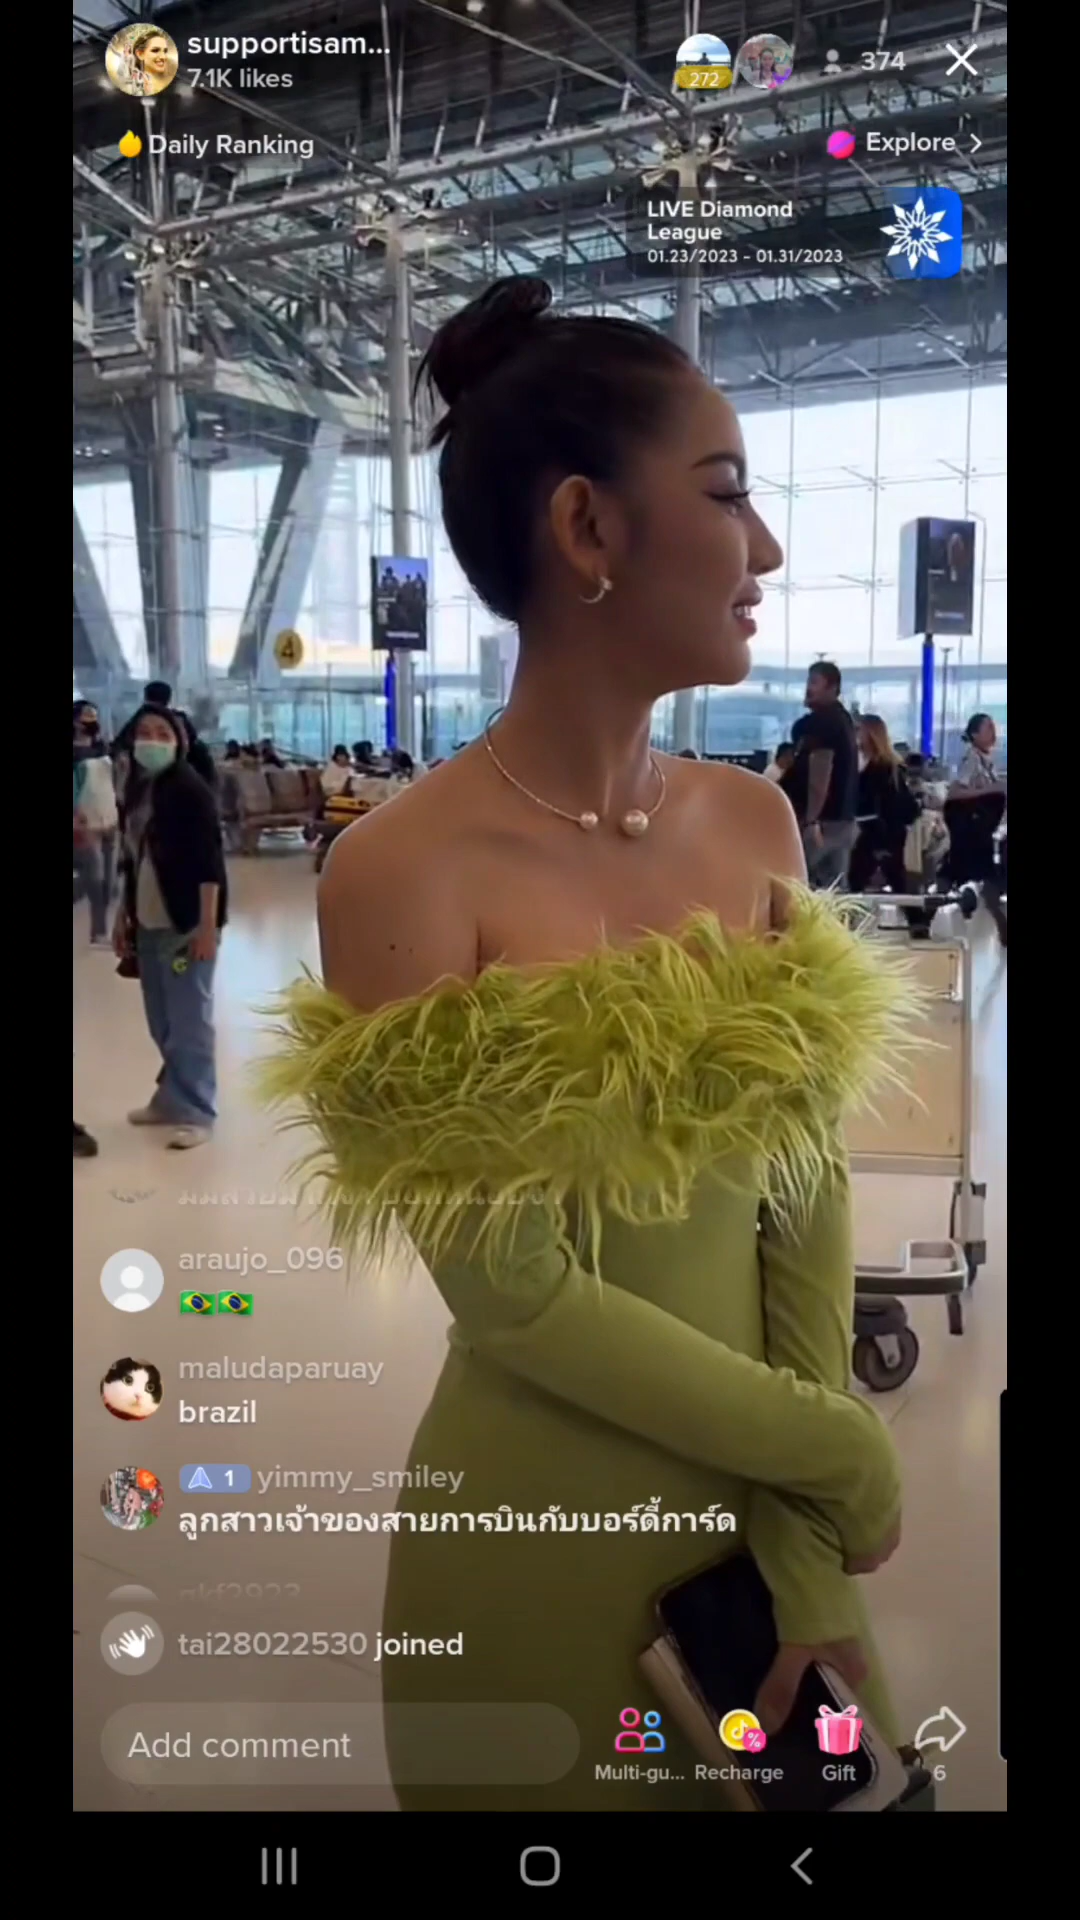 supportisam...
7.1K likes
272
374
Daily Ranking
Explore
LIVE Diamond
League
01.23/2023 - 01.31/2023
4
araujo_096
maludaparuay
brazil
1 yimmy_smiley
ลูกสาวเจ้าของสายการบินกับบอร์ดี้การ์ด
tai28022530 joined
Add comment
Multi-gu...
Recharge
Gift
6